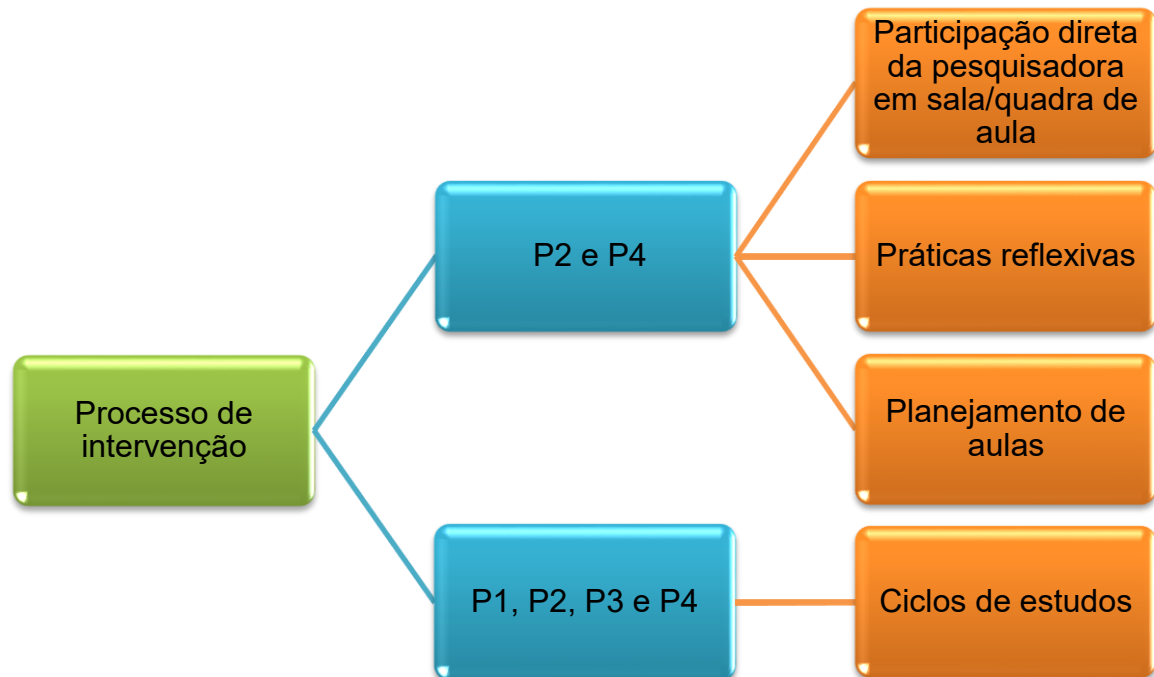 Participação direta
da pesquisadora
em sala/quadra de
aula
P2 e P4
Práticas reflexivas
Processo de
intervenção
Planejamento de
aulas
P1, P2, P3 e P4
Ciclos de estudos